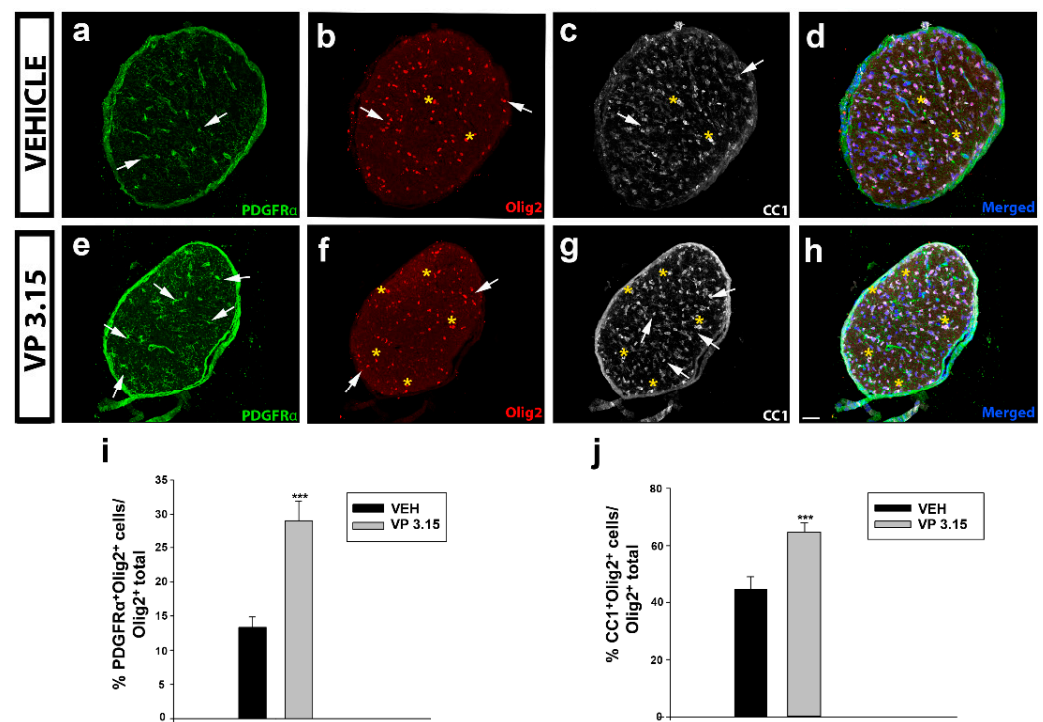 VEHICLE
a
PDGFRα
b
*
*
Olig2
c
*
*
CC1
d
*
*
Merged
VP 3.15
e
PDGFRα
f
*
*
*
*
*
Olig2
g
*
*
*
*
*
CC1
h
*
*
*
*
*
Merged
i
% PDGFRα⁺Olig2⁺ cells/
Olig2⁺ total
35
30
25
20
15
10
5
0
***
VEH
VP 3.15
j
% CC1⁺Olig2⁺ cells/
Olig2⁺ total
80
60
40
20
0
***
VEH
VP 3.15